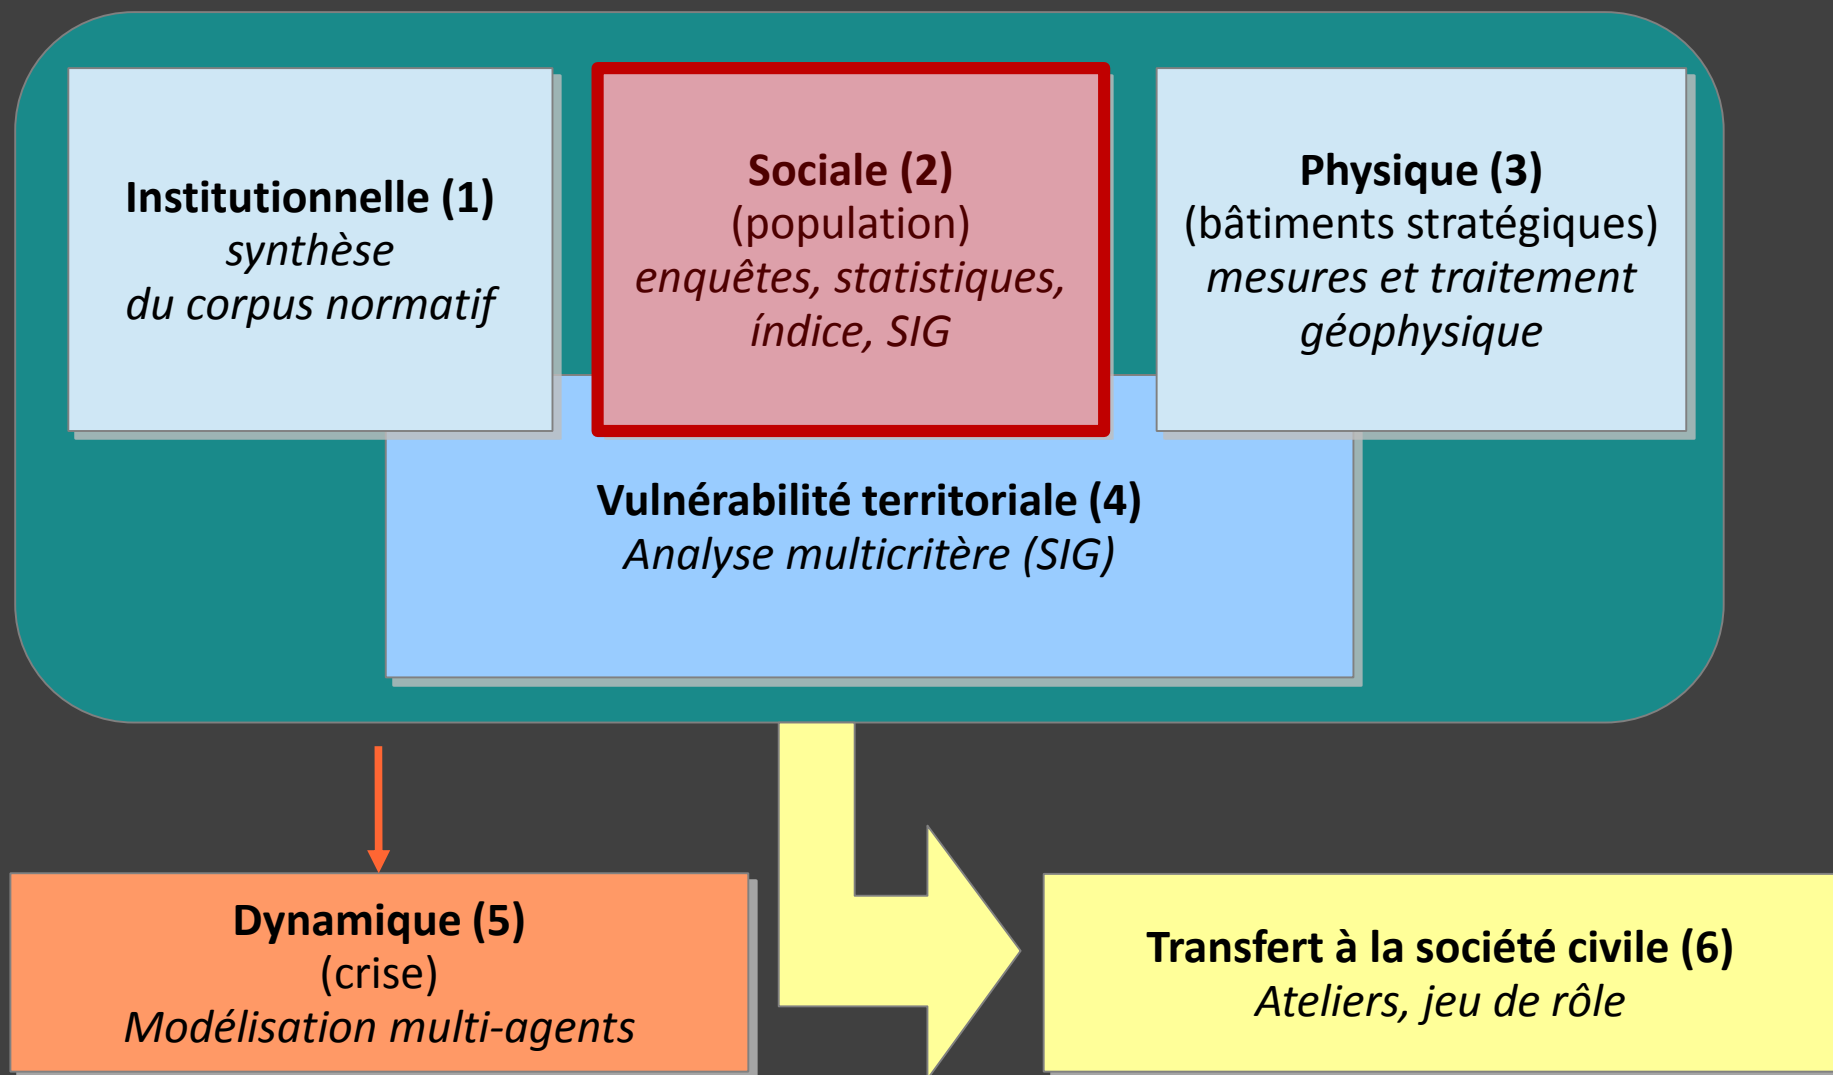 Institutionnelle (1)
synthèse
du corpus normatif
Sociale (2)
(population)
enquêtes, statistiques,
índice, SIG
Physique (3)
(bâtiments stratégiques)
mesures et traitement
géophysique
Vulnérabilité territoriale (4)
Analyse multicritère (SIG)
Dynamique (5)
(crise)
Modélisation multi-agents
Transfert à la société civile (6)
Ateliers, jeu de rôle